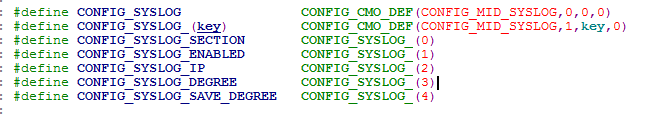 #define CONFIG_SYSLOG CONFIG_CMO_DEF(CONFIG_MID_SYSLOG,0,0,0)
#define CONFIG_SYSLOG_(key) CONFIG_CMO_DEF(CONFIG_MID_SYSLOG,1,key,0)
#define CONFIG_SYSLOG_SECTION CONFIG_SYSLOG_(0)
#define CONFIG_SYSLOG_ENABLED CONFIG_SYSLOG_(1)
#define CONFIG_SYSLOG_IP CONFIG_SYSLOG_(2)
#define CONFIG_SYSLOG_DEGREE CONFIG_SYSLOG_(3)
#define CONFIG_SYSLOG_SAVE_DEGREE CONFIG_SYSLOG_(4)